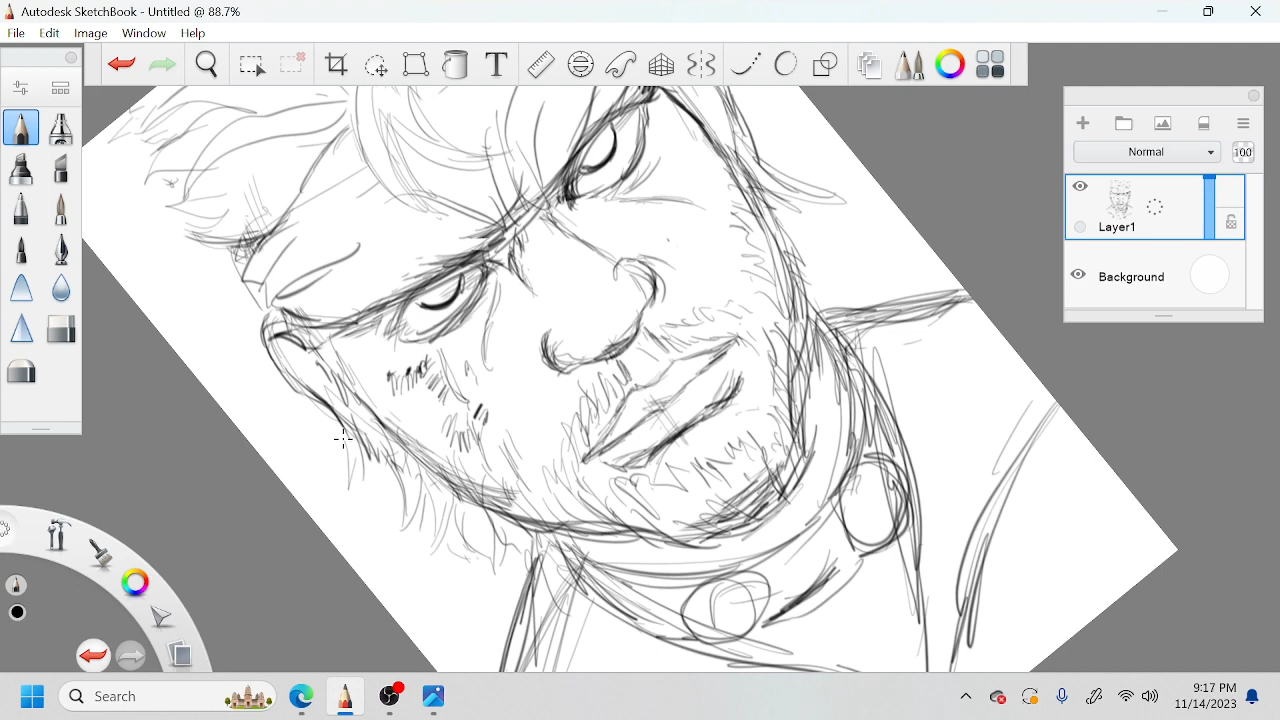 Autodesk SketchBook - Untitled @ 88.7%
File Edit Image Window Help
T
Normal 100
Layer1
Background
Search
9:17 PM
11/14/2023